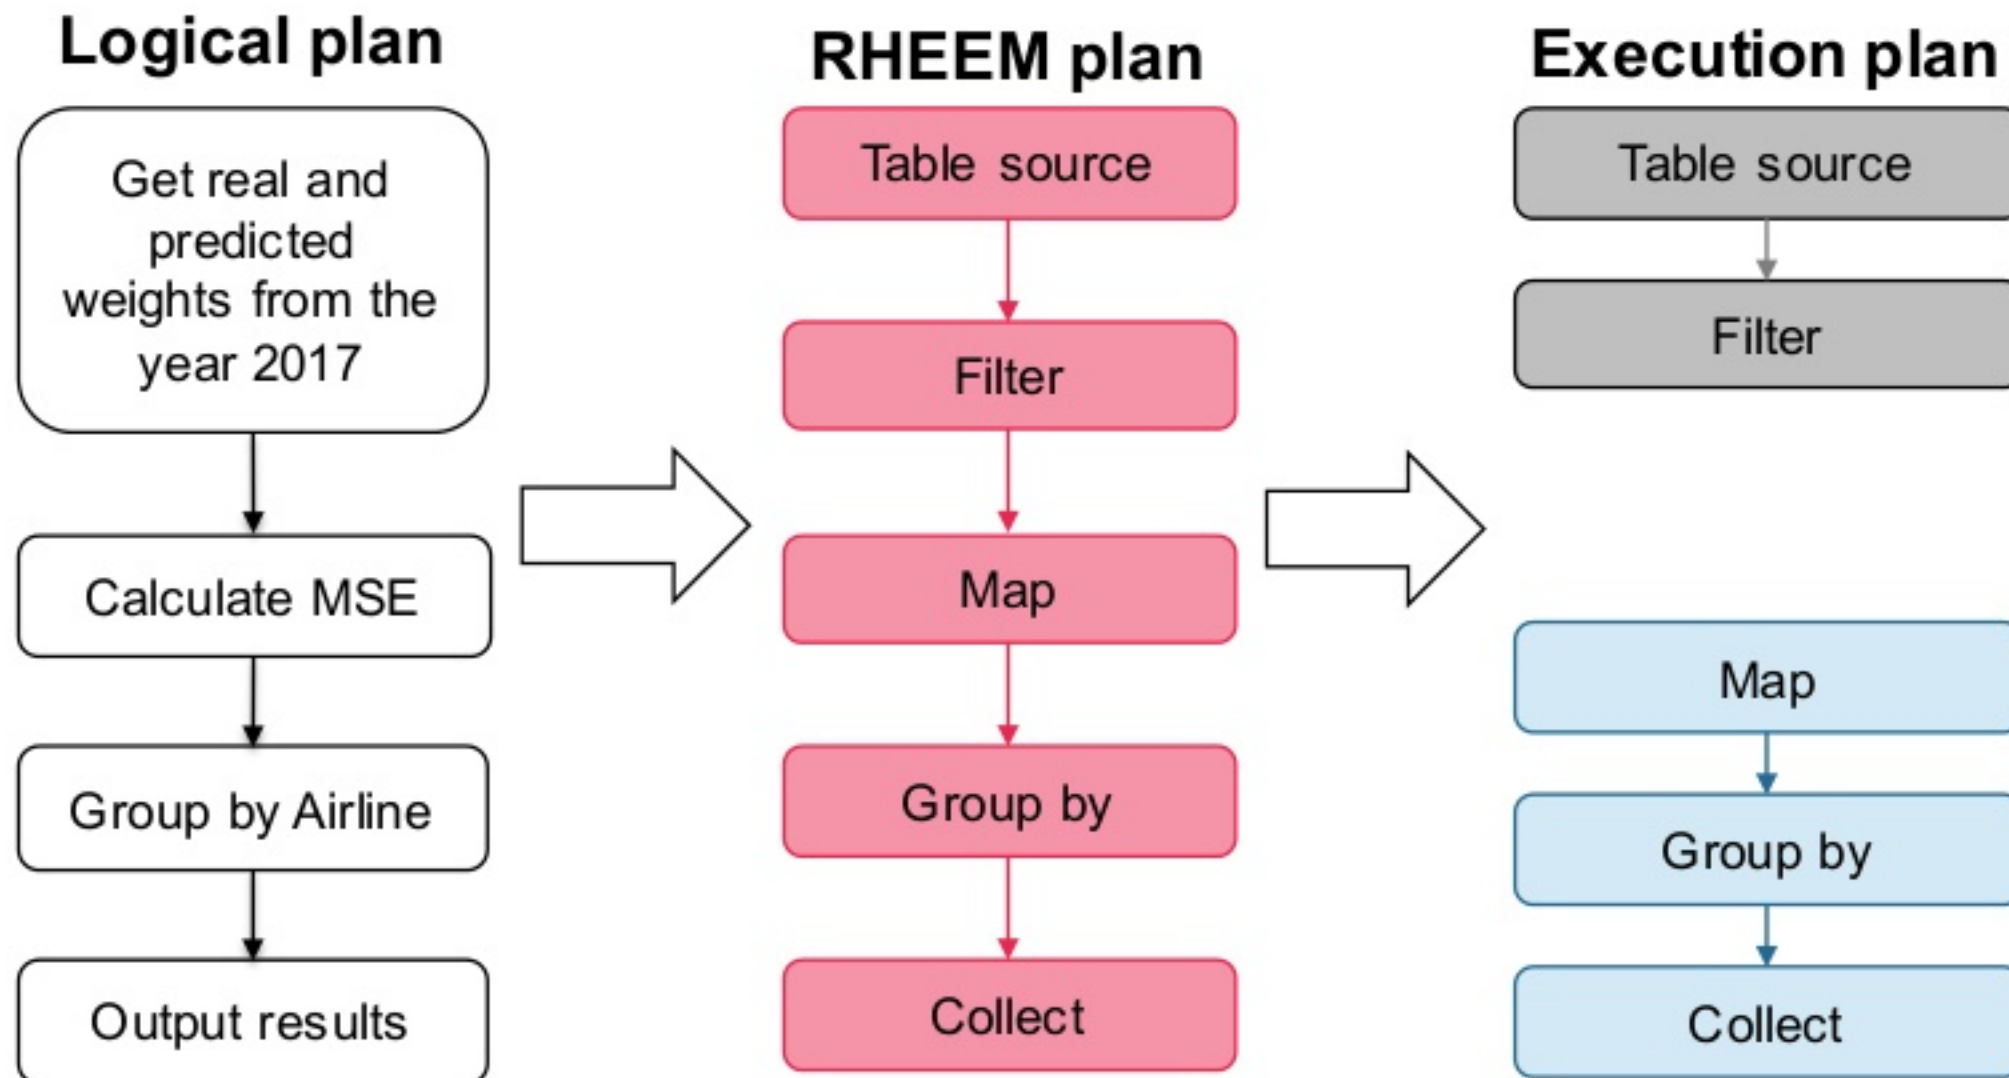 Logical plan
Get real and
predicted
weights from the
year 2017
Calculate MSE
Group by Airline
Output results
RHEEM plan
Table source
Filter
Map
Group by
Collect
Execution plan
Table source
Filter
Map
Group by
Collect